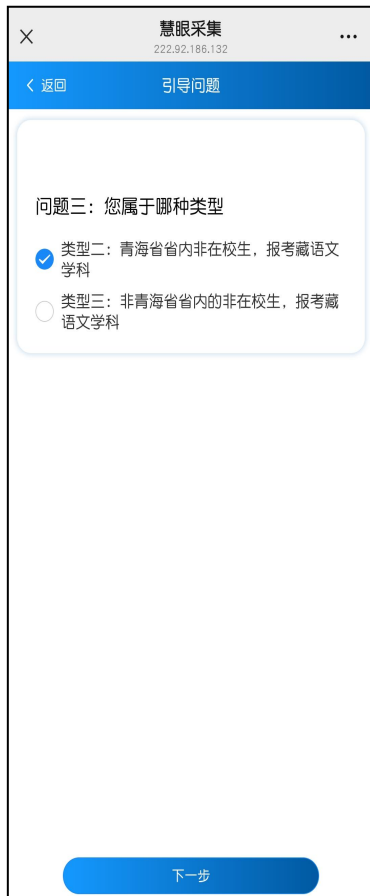 慧眼采集
222.92.186.132
返回 引导问题
问题三：您属于哪种类型
类型二：青海省省内非在校生，报考藏语文
学科
类型三：非青海省省内的非在校生，报考藏
语文学科
下一步